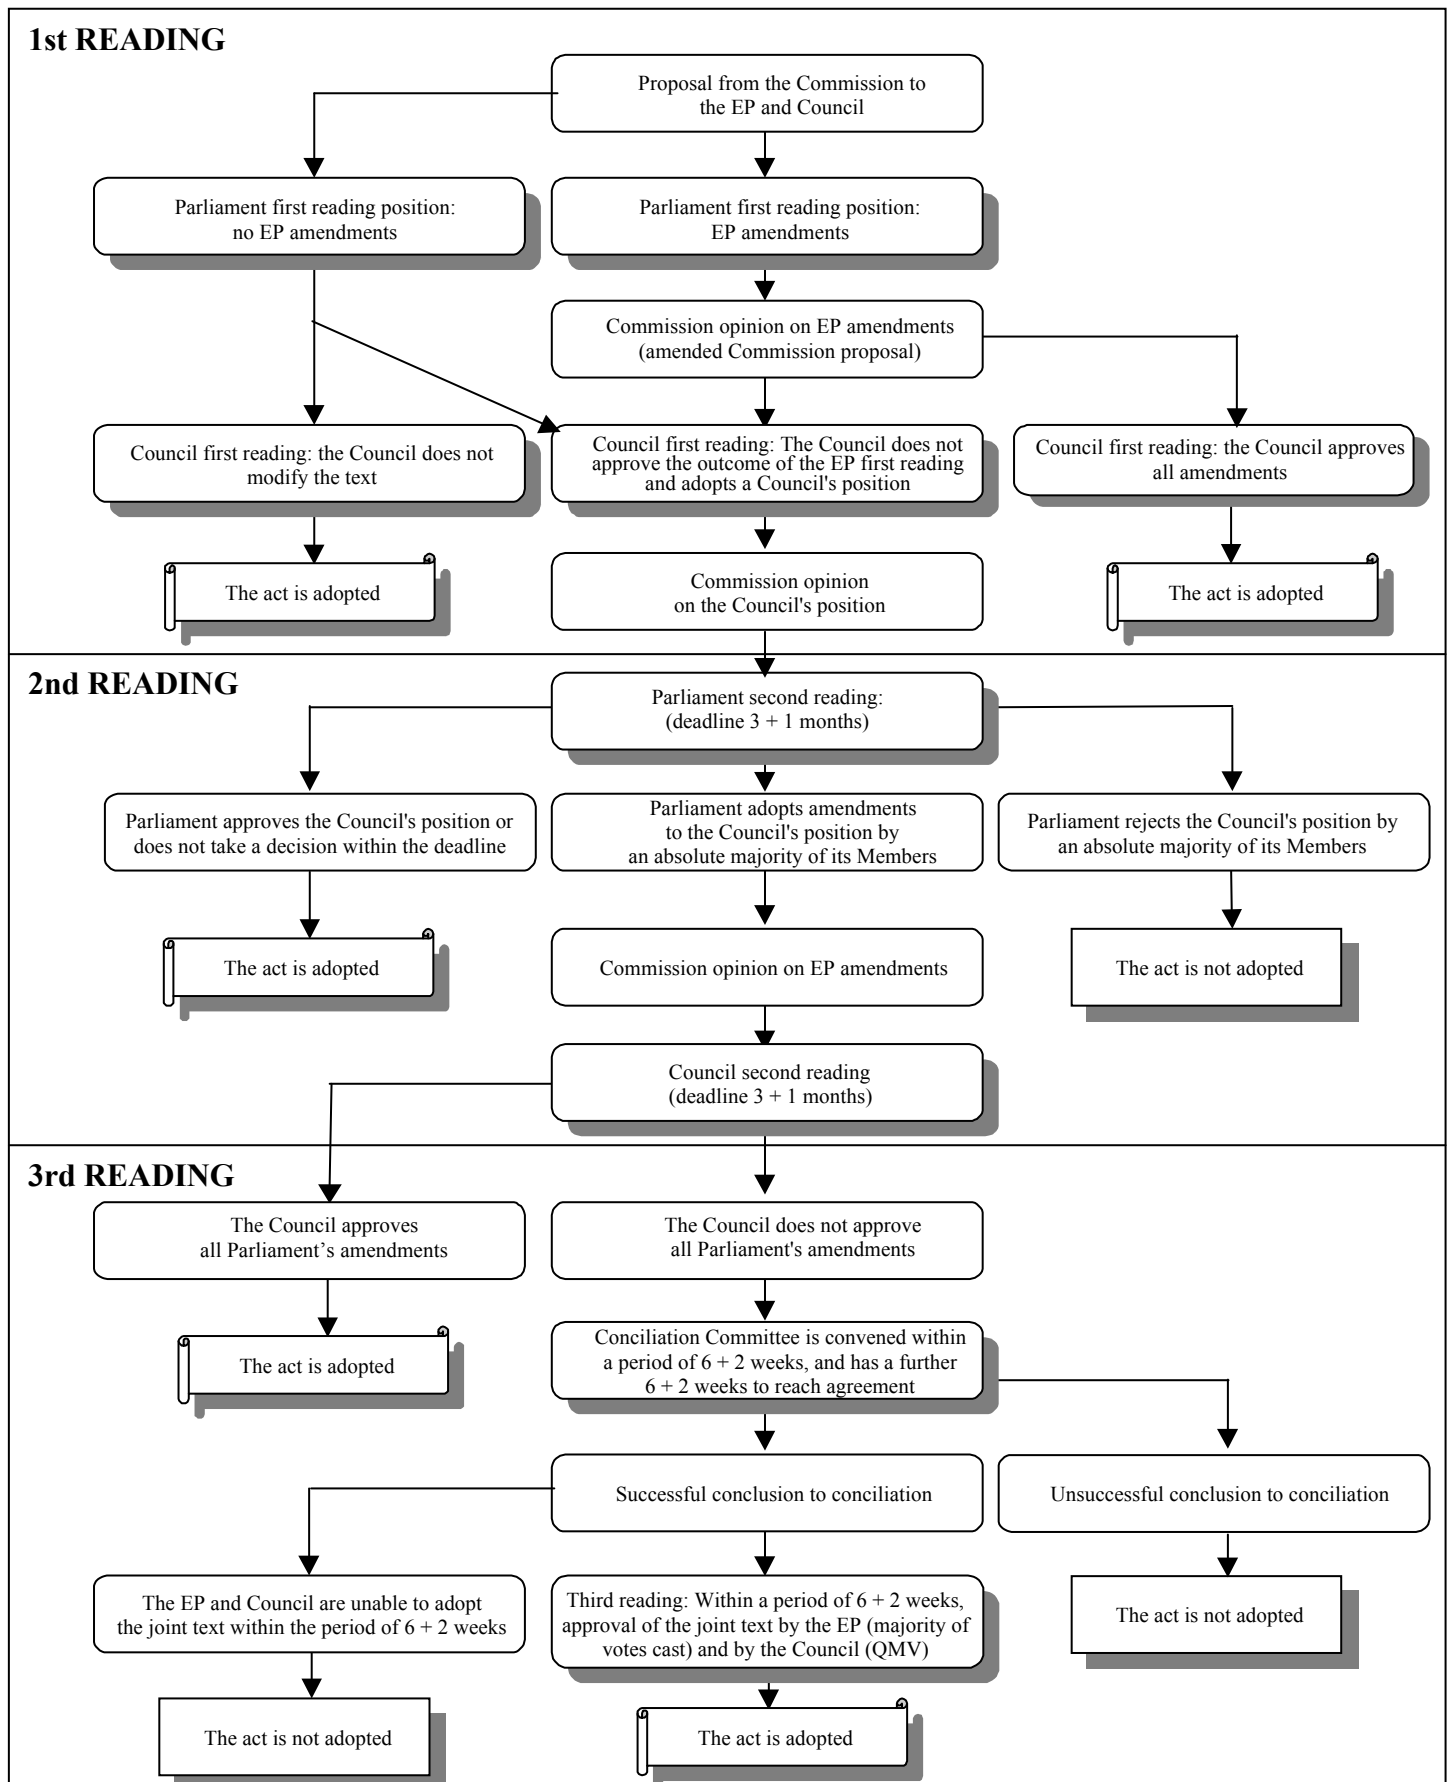 1st READING
Proposal from the Commission to
the EP and Council
Parliament first reading position:
no EP amendments
Parliament first reading position:
EP amendments
Commission opinion on EP amendments
(amended Commission proposal)
Council first reading: the Council does not
modify the text
Council first reading: The Council does not
approve the outcome of the EP first reading
and adopts a Council's position
Council first reading: the Council approves
all amendments
The act is adopted
Commission opinion
on the Council's position
The act is adopted
2nd READING
Parliament second reading:
(deadline 3 + 1 months)
Parliament approves the Council's position or
does not take a decision within the deadline
Parliament adopts amendments
to the Council's position by
an absolute majority of its Members
Parliament rejects the Council's position by
an absolute majority of its Members
The act is adopted
Commission opinion on EP amendments
The act is not adopted
Council second reading
(deadline 3 + 1 months)
3rd READING
The Council approves
all Parliament’s amendments
The Council does not approve
all Parliament's amendments
The act is adopted
Conciliation Committee is convened within
a period of 6 + 2 weeks, and has a further
6 + 2 weeks to reach agreement
Successful conclusion to conciliation
Unsuccessful conclusion to conciliation
The EP and Council are unable to adopt
the joint text within the period of 6 + 2 weeks
Third reading: Within a period of 6 + 2 weeks,
approval of the joint text by the EP (majority of
votes cast) and by the Council (QMV)
The act is not adopted
The act is not adopted
The act is adopted